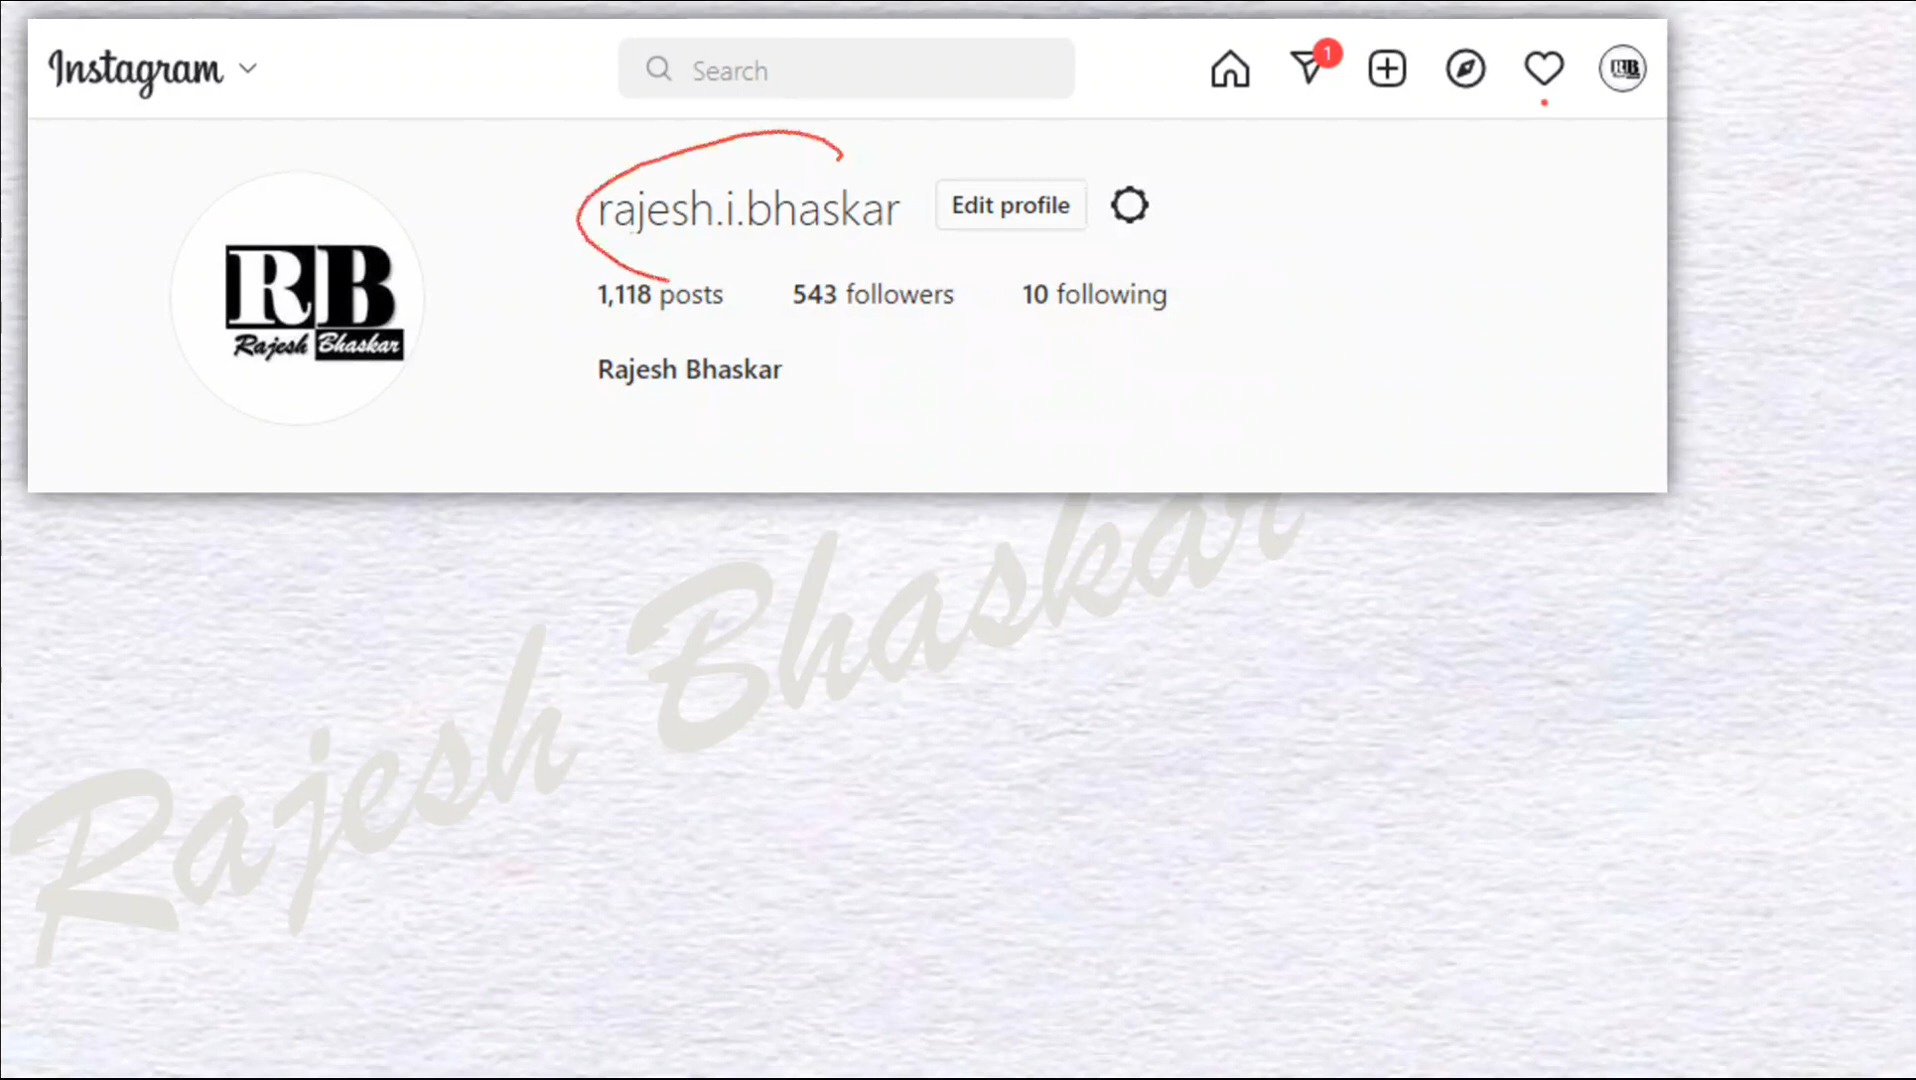 Instagram
Search
1
RB
rajesh.i.bhaskar
Edit profile
RB
Rajesh Bhaskar
1,118 posts 543 followers 10 following
Rajesh Bhaskar
Rajesh Bhaskar